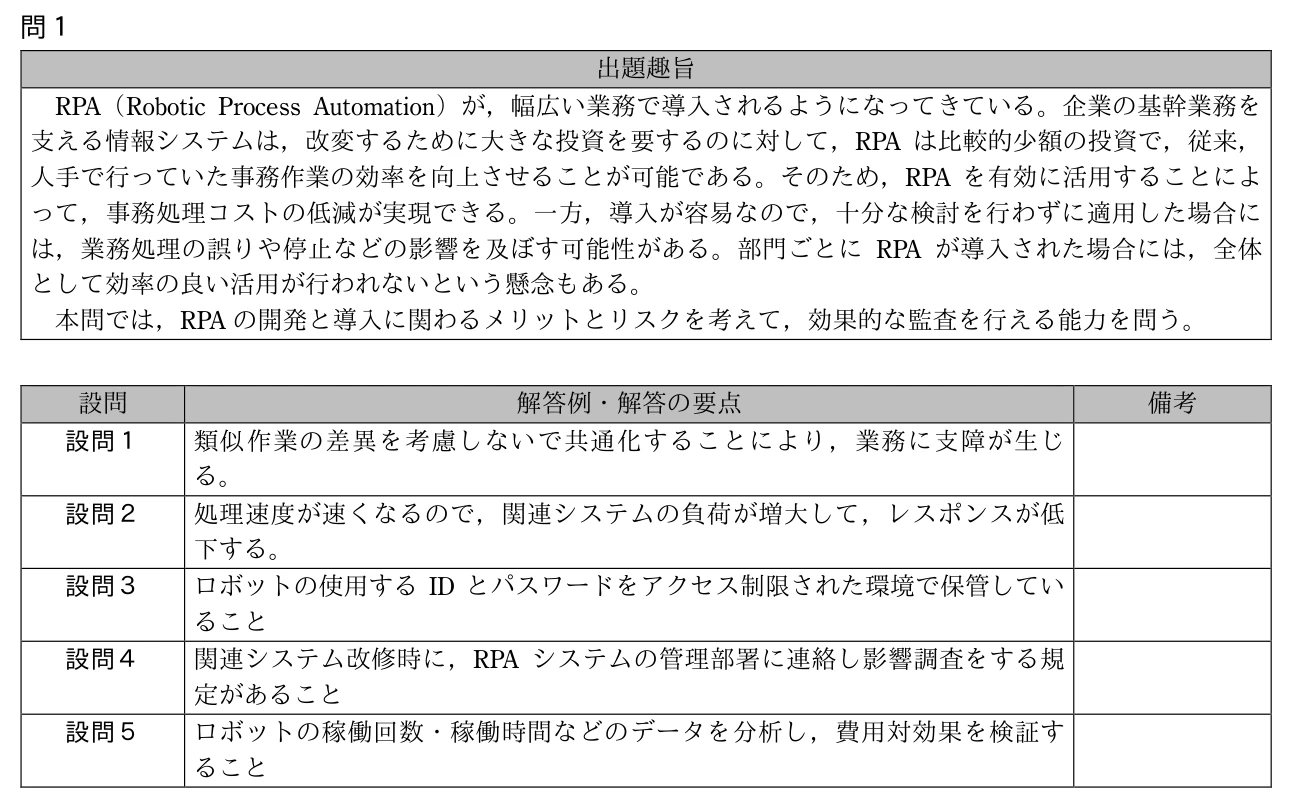 問1
出題趣旨
RPA（Robotic Process Automation）が，幅広い業務で導入されるようになってきている。企業の基幹業務を
支える情報システムは，改変するために大きな投資を要するのに対して，RPA は比較的少額の投資で，従来，
人手で行っていた事務作業の効率を向上させることが可能である。そのため，RPA を有効に活用することによ
って，事務処理コストの低減が実現できる。一方，導入が容易なので，十分な検討を行わずに適用した場合に
は，業務処理の誤りや停止などの影響を及ぼす可能性がある。部門ごとに RPA が導入された場合には，全体
として効率の良い活用が行われないという懸念もある。
本問では，RPA の開発と導入に関わるメリットとリスクを考えて，効果的な監査を行える能力を問う。
設問 解答例・解答の要点 備考
設問1 類似作業の差異を考慮しないで共通化することにより，業務に支障が生じ
る。
設問2 処理速度が速くなるので，関連システムの負荷が増大して，レスポンスが低
下する。
設問3 ロボットの使用する ID とパスワードをアクセス制限された環境で保管してい
ること
設問4 関連システム改修時に，RPA システムの管理部署に連絡し影響調査をする規
定があること
設問5 ロボットの稼働回数・稼働時間などのデータを分析し，費用対効果を検証す
ること